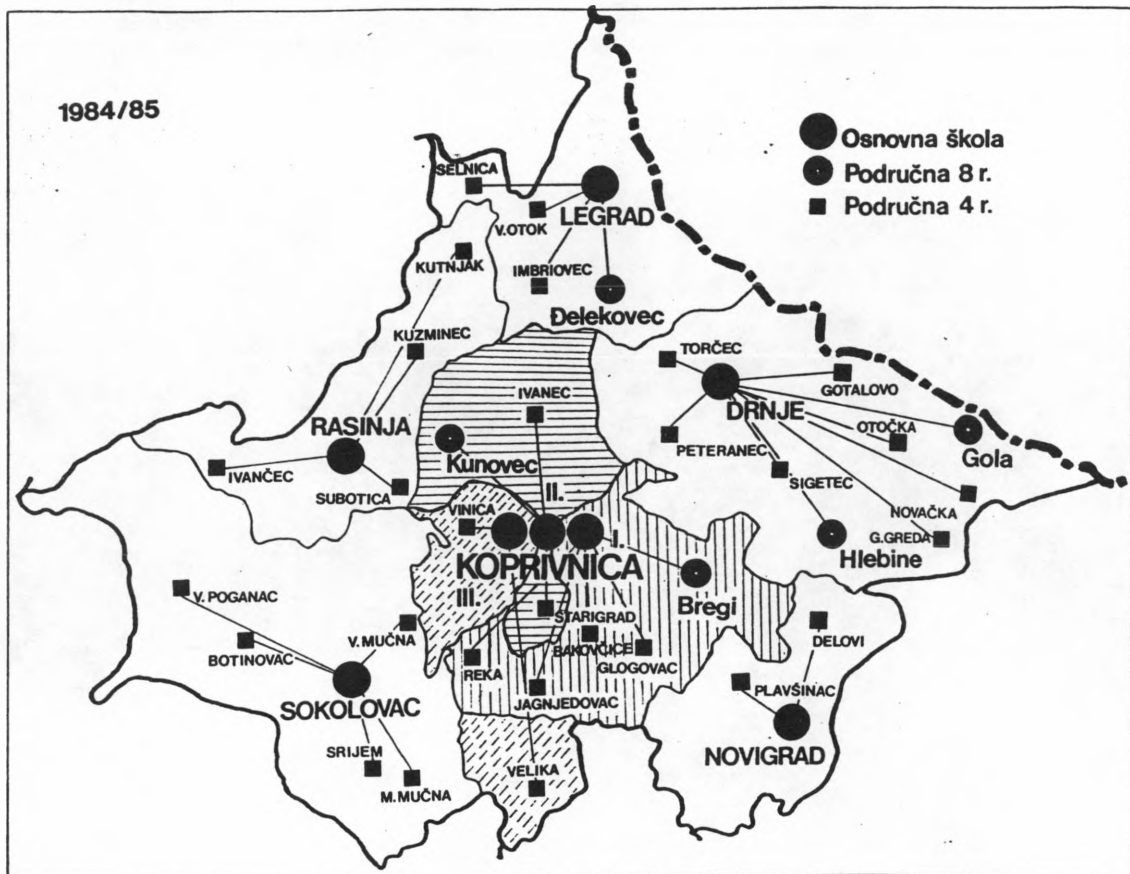 1984/85
Osnovna škola
Područna 8 r.
Područna 4 r.
SELNICA
V.OTOK
LEGRAD
KUTNJAK
IMBRIOVEC
Đelekovec
KUZMINEC
TORČEC
GOTALOVO
IVANEC
DRNJE
RASINJA
OTOČKA
Kunovec
PETERANEC
Gola
IVANČEC
SIGETEC
SUBOTICA
II.
VINICA
NOVAČKA
G.GREDA
I.
Hlebine
KOPRIVNICA
III.
Bregi
V. POGANAC
STARIGRAD
V.MUČNA
DELOVI
BOTINOVAC
BAKOVČICE
REKA
GLOGOVAC
PLAVŠINAC
JAGNJEDOVAC
SOKOLOVAC
SRIJEM
NOVIGRAD
VELIKA
M.MUČNA